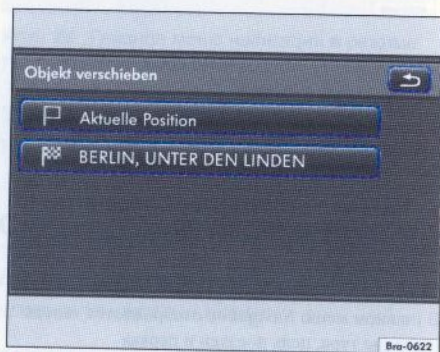 Objekt verschieben
Aktuelle Position
BERLIN, UNTER DEN LINDEN
Bra-0622